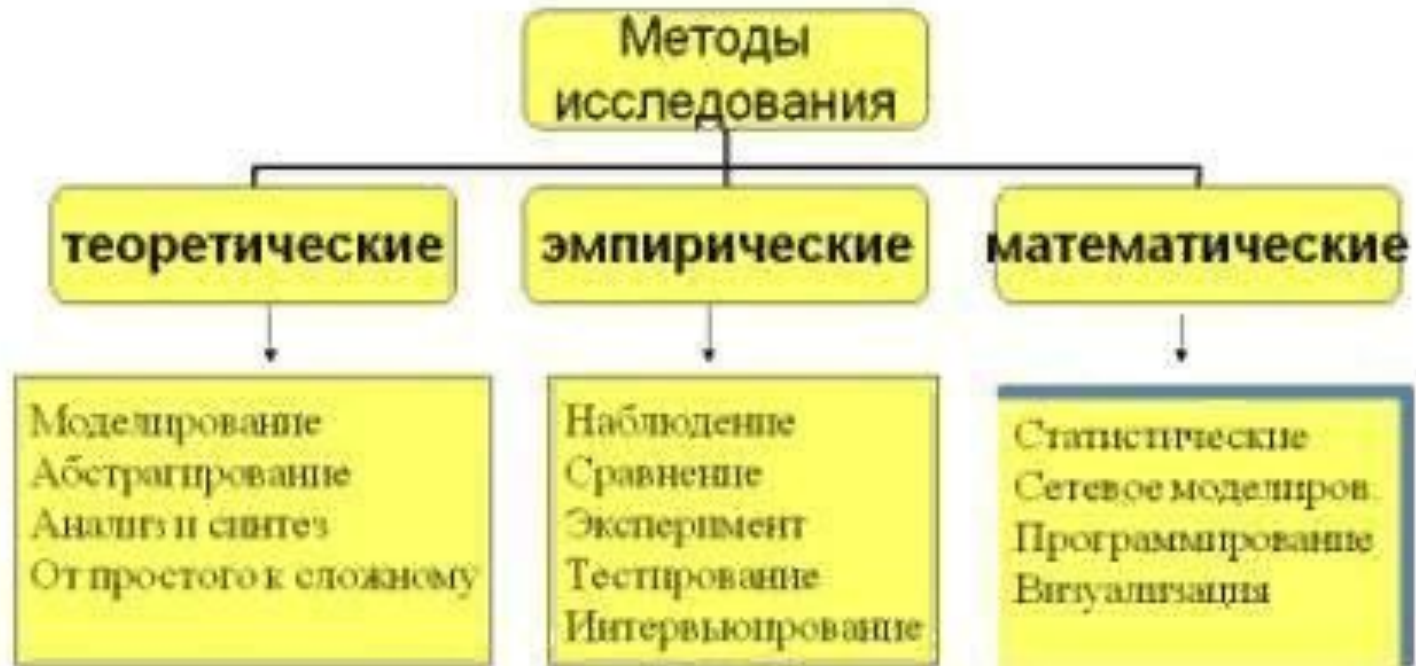 Методы
исследования
теоретические
эмпирические
математические
Моделирование
Абстрагирование
Анализ и синтез
От простого к сложному
Наблюдение
Сравнение
Эксперимент
Тестирование
Интервьюирование
Статистические
Сетевое моделиров.
Программирование
Визуализация